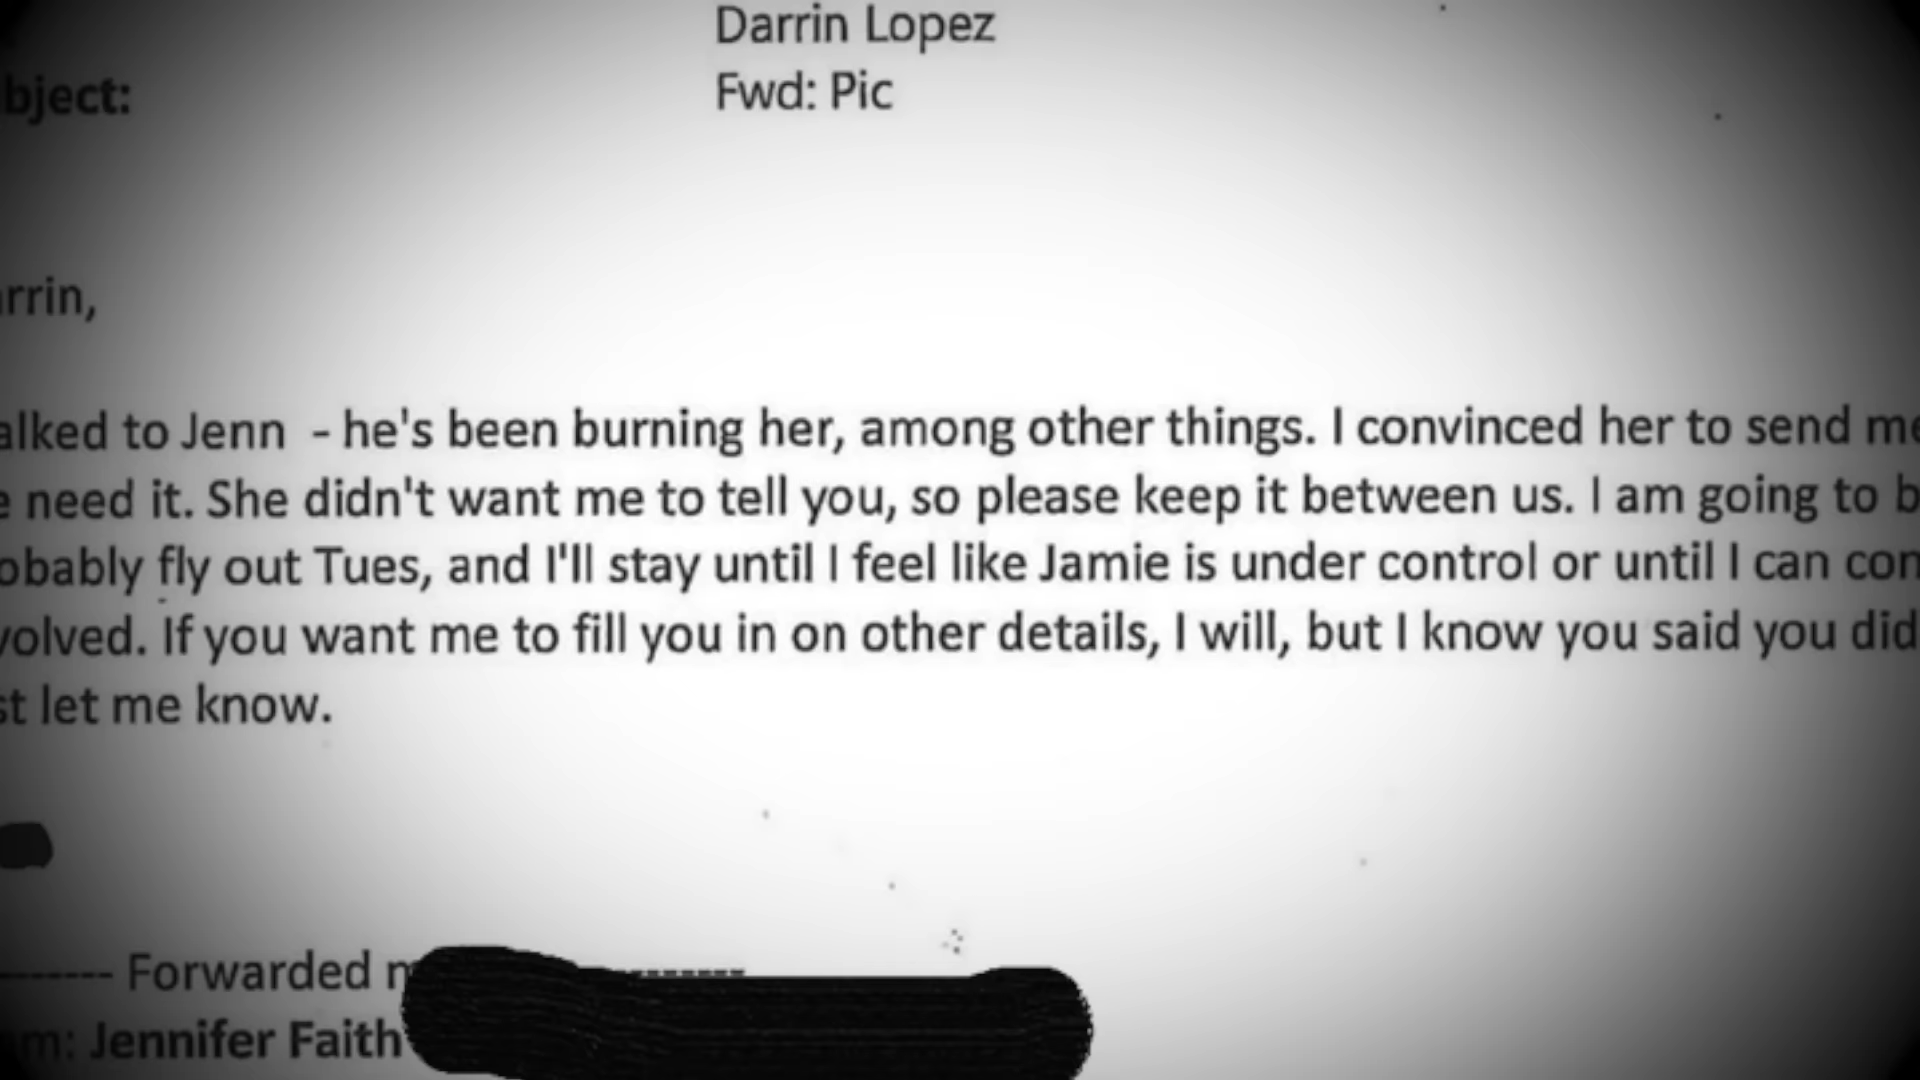 Darrin Lopez
bject: Fwd: Pic
rrin,
alked to Jenn - he's been burning her, among other things. I convinced her to send me
e need it. She didn't want me to tell you, so please keep it between us. I am going to b
obably fly out Tues, and I'll stay until I feel like Jamie is under control or until I can con
volved. If you want me to fill you in on other details, I will, but I know you said you did
st let me know.
------- Forwarded m --------
m: Jennifer Faith